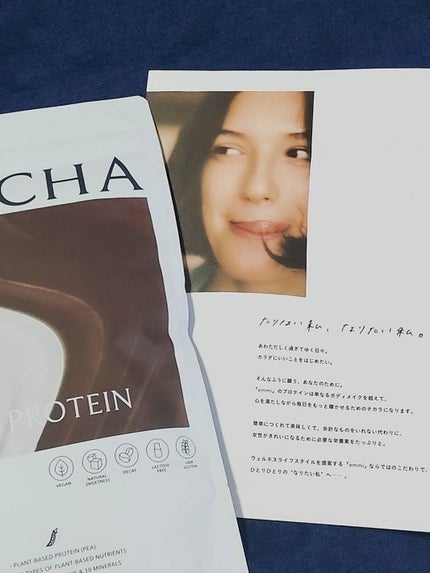 CHA
PROTEIN
VEGAN
NATURAL
SWEETNESS
DECAF
LACTOSE
FREE
LOW
GLUTEN
• PLANT-BASED PROTEIN (PEA)
TYPES OF PLANT-BASED NUTRIENTS
& 10 MINERALS
たりない私、なりたい私。
あわただしく過ぎてゆく日々。
カラダにいいことをはじめたい。
そんなふうに願う、あなたのために。
「emmi」のプロテインは単なるボディメイクを超えて、
心を満たしながら毎日をもっと輝かせるためのチカラになります。
簡単につくれて美味しくて、余計なものをいれない代わりに、
女性がきれいになるために必要な栄養素をたっぷりと。
ウェルネスライフスタイルを提案する「emmi」ならではのこだわりで、
ひとりひとりの“なりたい私”へ——。